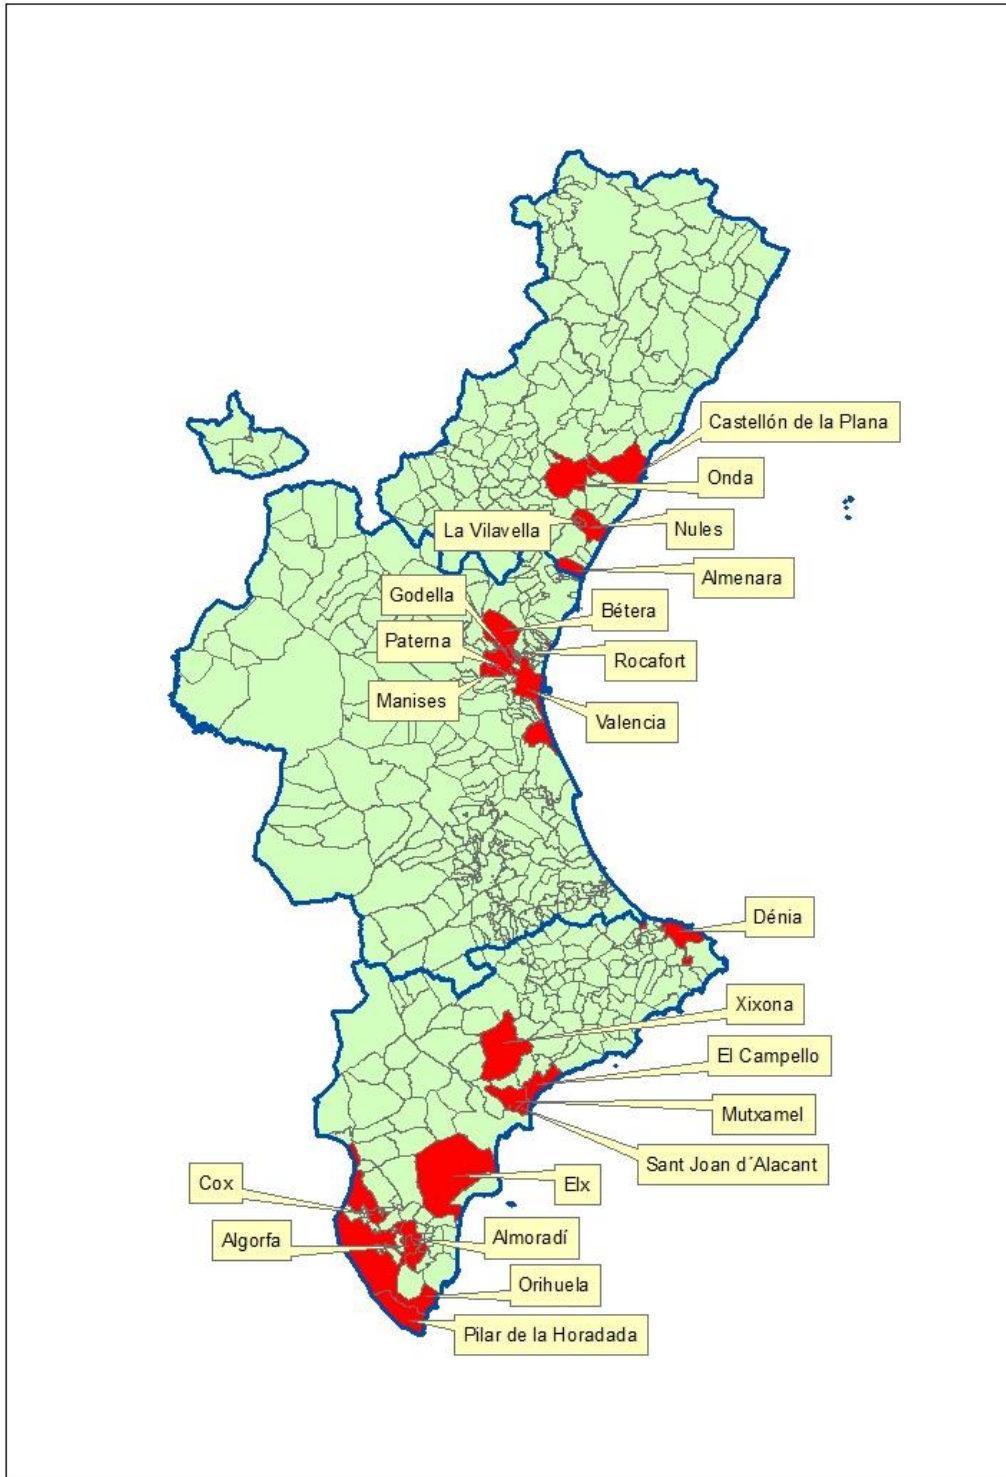 Castellón de la Plana
Onda
La Vilavella
Nules
Almenara
Godella
Bétera
Paterna
Rocafort
Manises
Valencia
Dénia
Xixona
El Campello
Mutxamel
Sant Joan d´Alacant
Cox
Elx
Algorfa
Almoradí
Orihuela
Pilar de la Horadada